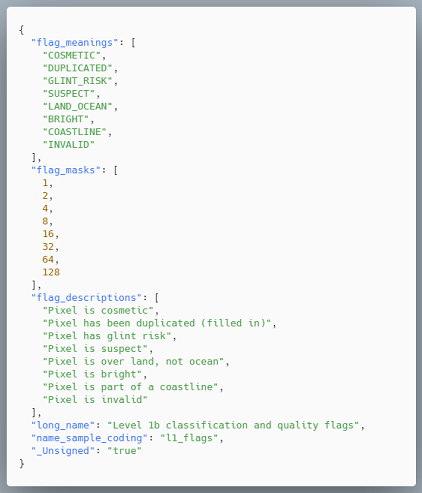 {
  "flag_meanings": [
    "COSMETIC",
    "DUPLICATED",
    "GLINT_RISK",
    "SUSPECT",
    "LAND_OCEAN",
    "BRIGHT",
    "COASTLINE",
    "INVALID"
  ],
  "flag_masks": [
    1,
    2,
    4,
    8,
    16,
    32,
    64,
    128
  ],
  "flag_descriptions": [
    "Pixel is cosmetic",
    "Pixel has been duplicated (filled in)",
    "Pixel has glint risk",
    "Pixel is suspect",
    "Pixel is over land, not ocean",
    "Pixel is bright",
    "Pixel is part of a coastline",
    "Pixel is invalid"
  ],
  "long_name": "Level 1b classification and quality flags",
  "name_sample_coding": "l1_flags",
  "_Unsigned": "true"
}